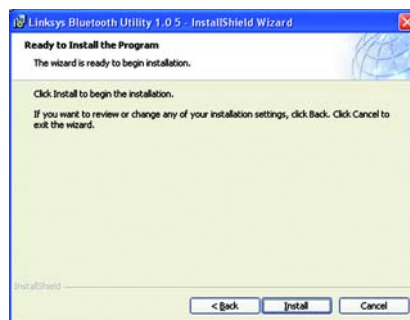 Linksys Bluetooth Utility 1.0 5 - InstallShield Wizard
Ready to Install the Program
The wizard is ready to begin installation.
Click Install to begin the installation.
If you want to review or change any of your installation settings, click Back. Click Cancel to
exit the wizard.
InstallShield
< Back
Install
Cancel